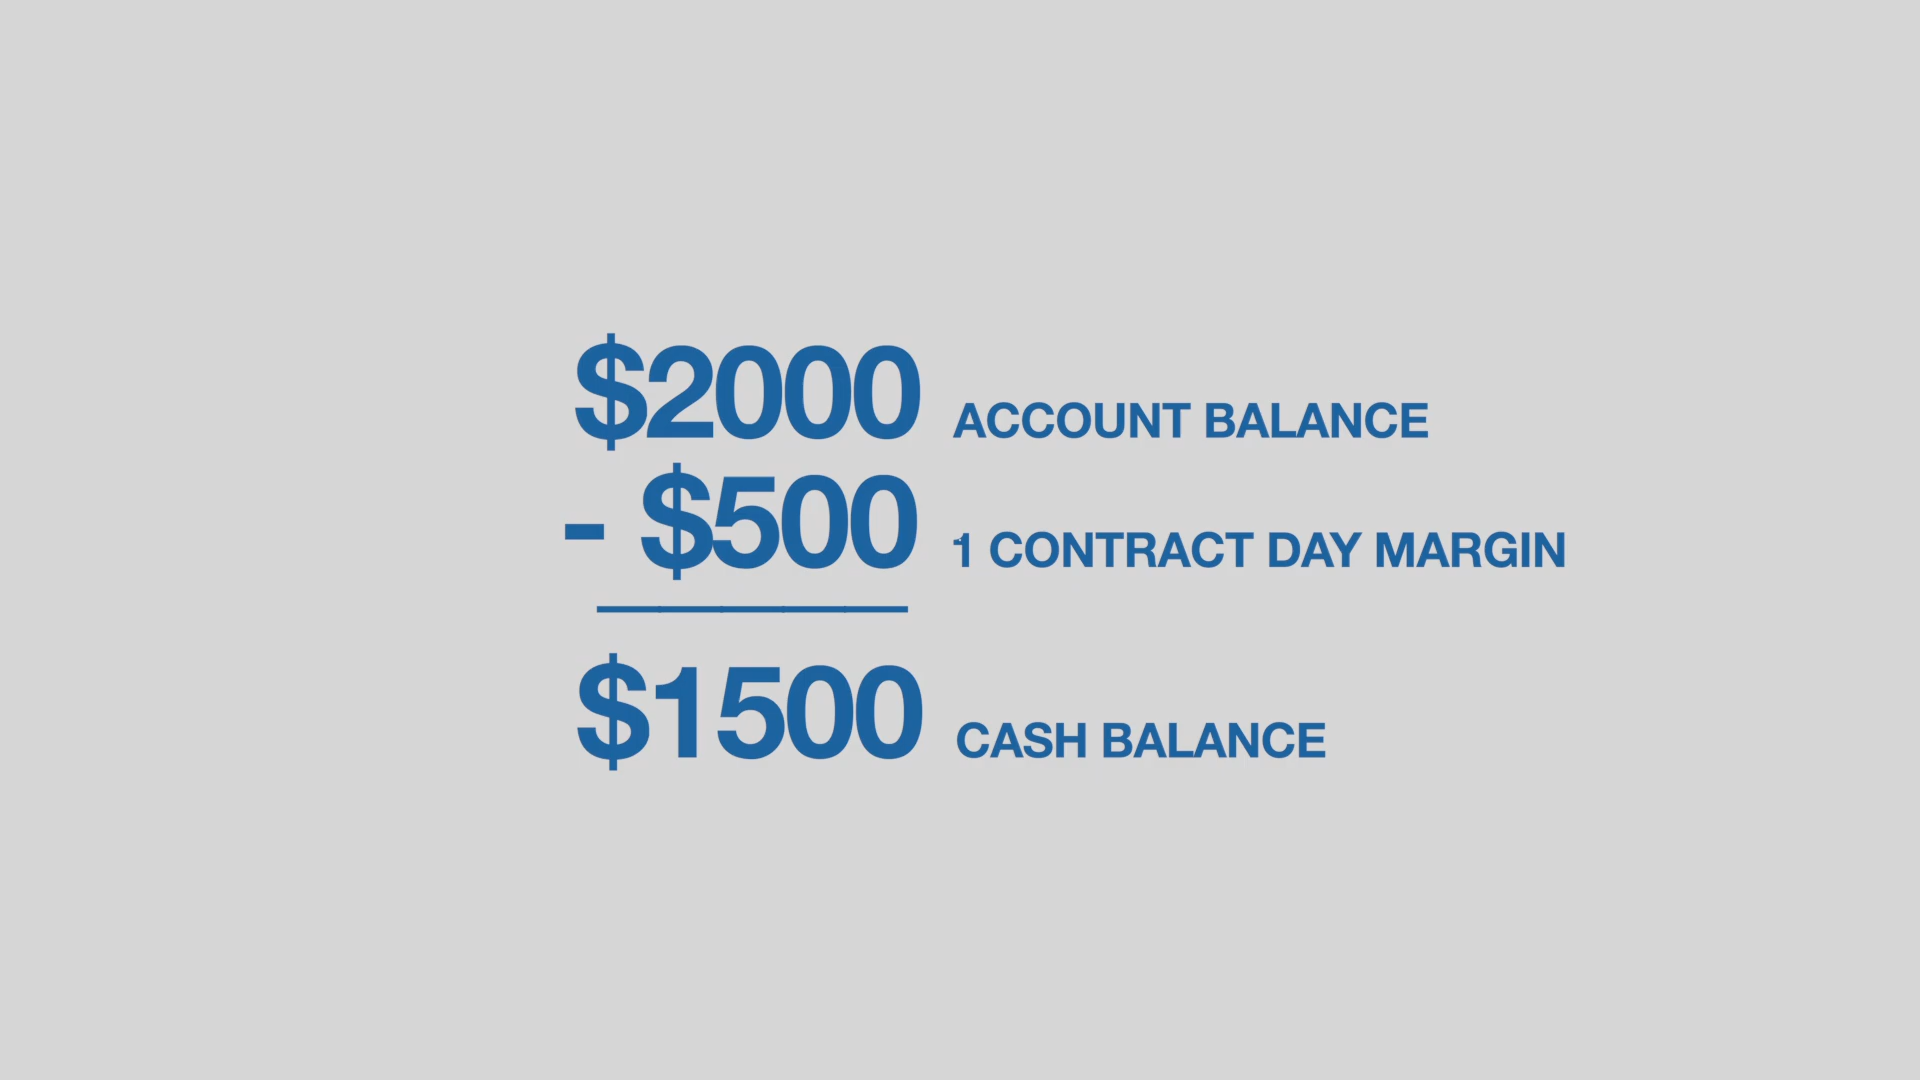 $2000 ACCOUNT BALANCE
- $500 1 CONTRACT DAY MARGIN
$1500 CASH BALANCE